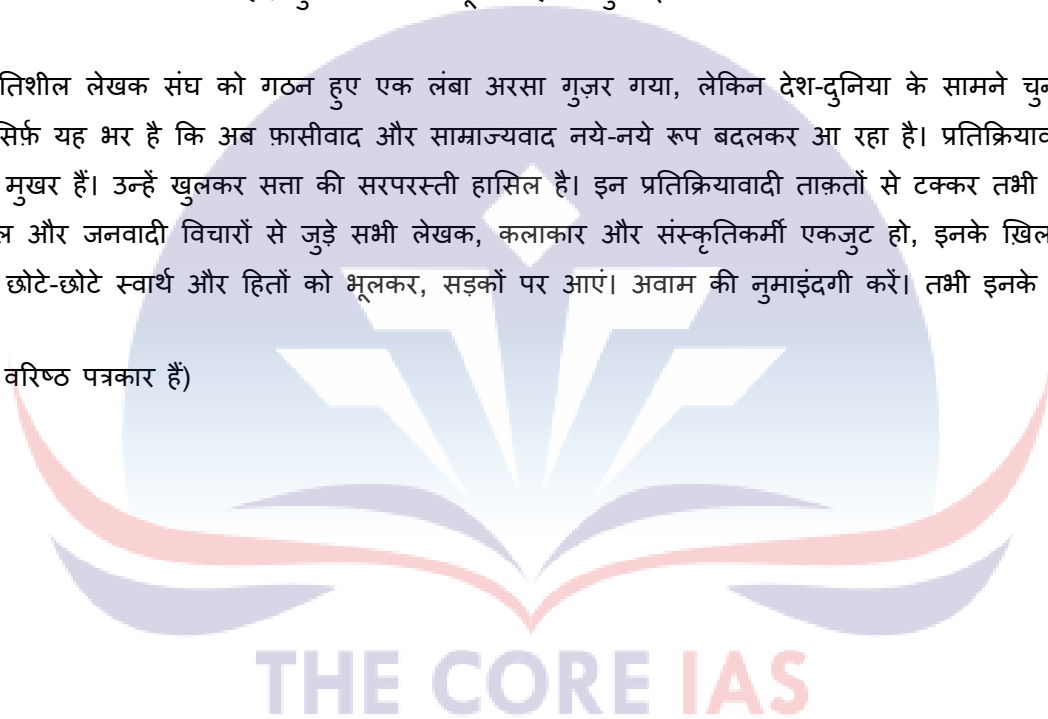 तिशील लेखक संघ को गठन हुए एक लंबा अरसा गुज़र गया, लेकिन देश-दुनिया के सामने चुन
सिर्फ़ यह भर है कि अब फ़ासीवाद और साम्राज्यवाद नये-नये रूप बदलकर आ रहा है। प्रतिक्रियाव
मुखर हैं। उन्हें खुलकर सत्ता की सरपरस्ती हासिल है। इन प्रतिक्रियावादी ताक़तों से टक्कर तभी
ल और जनवादी विचारों से जुड़े सभी लेखक, कलाकार और संस्कृतिकर्मी एकजुट हो, इनके ख़िल
छोटे-छोटे स्वार्थ और हितों को भूलकर, सड़कों पर आएं। अवाम की नुमाइंदगी करें। तभी इनके
वरिष्ठ पत्रकार हैं)
THE CORE IAS